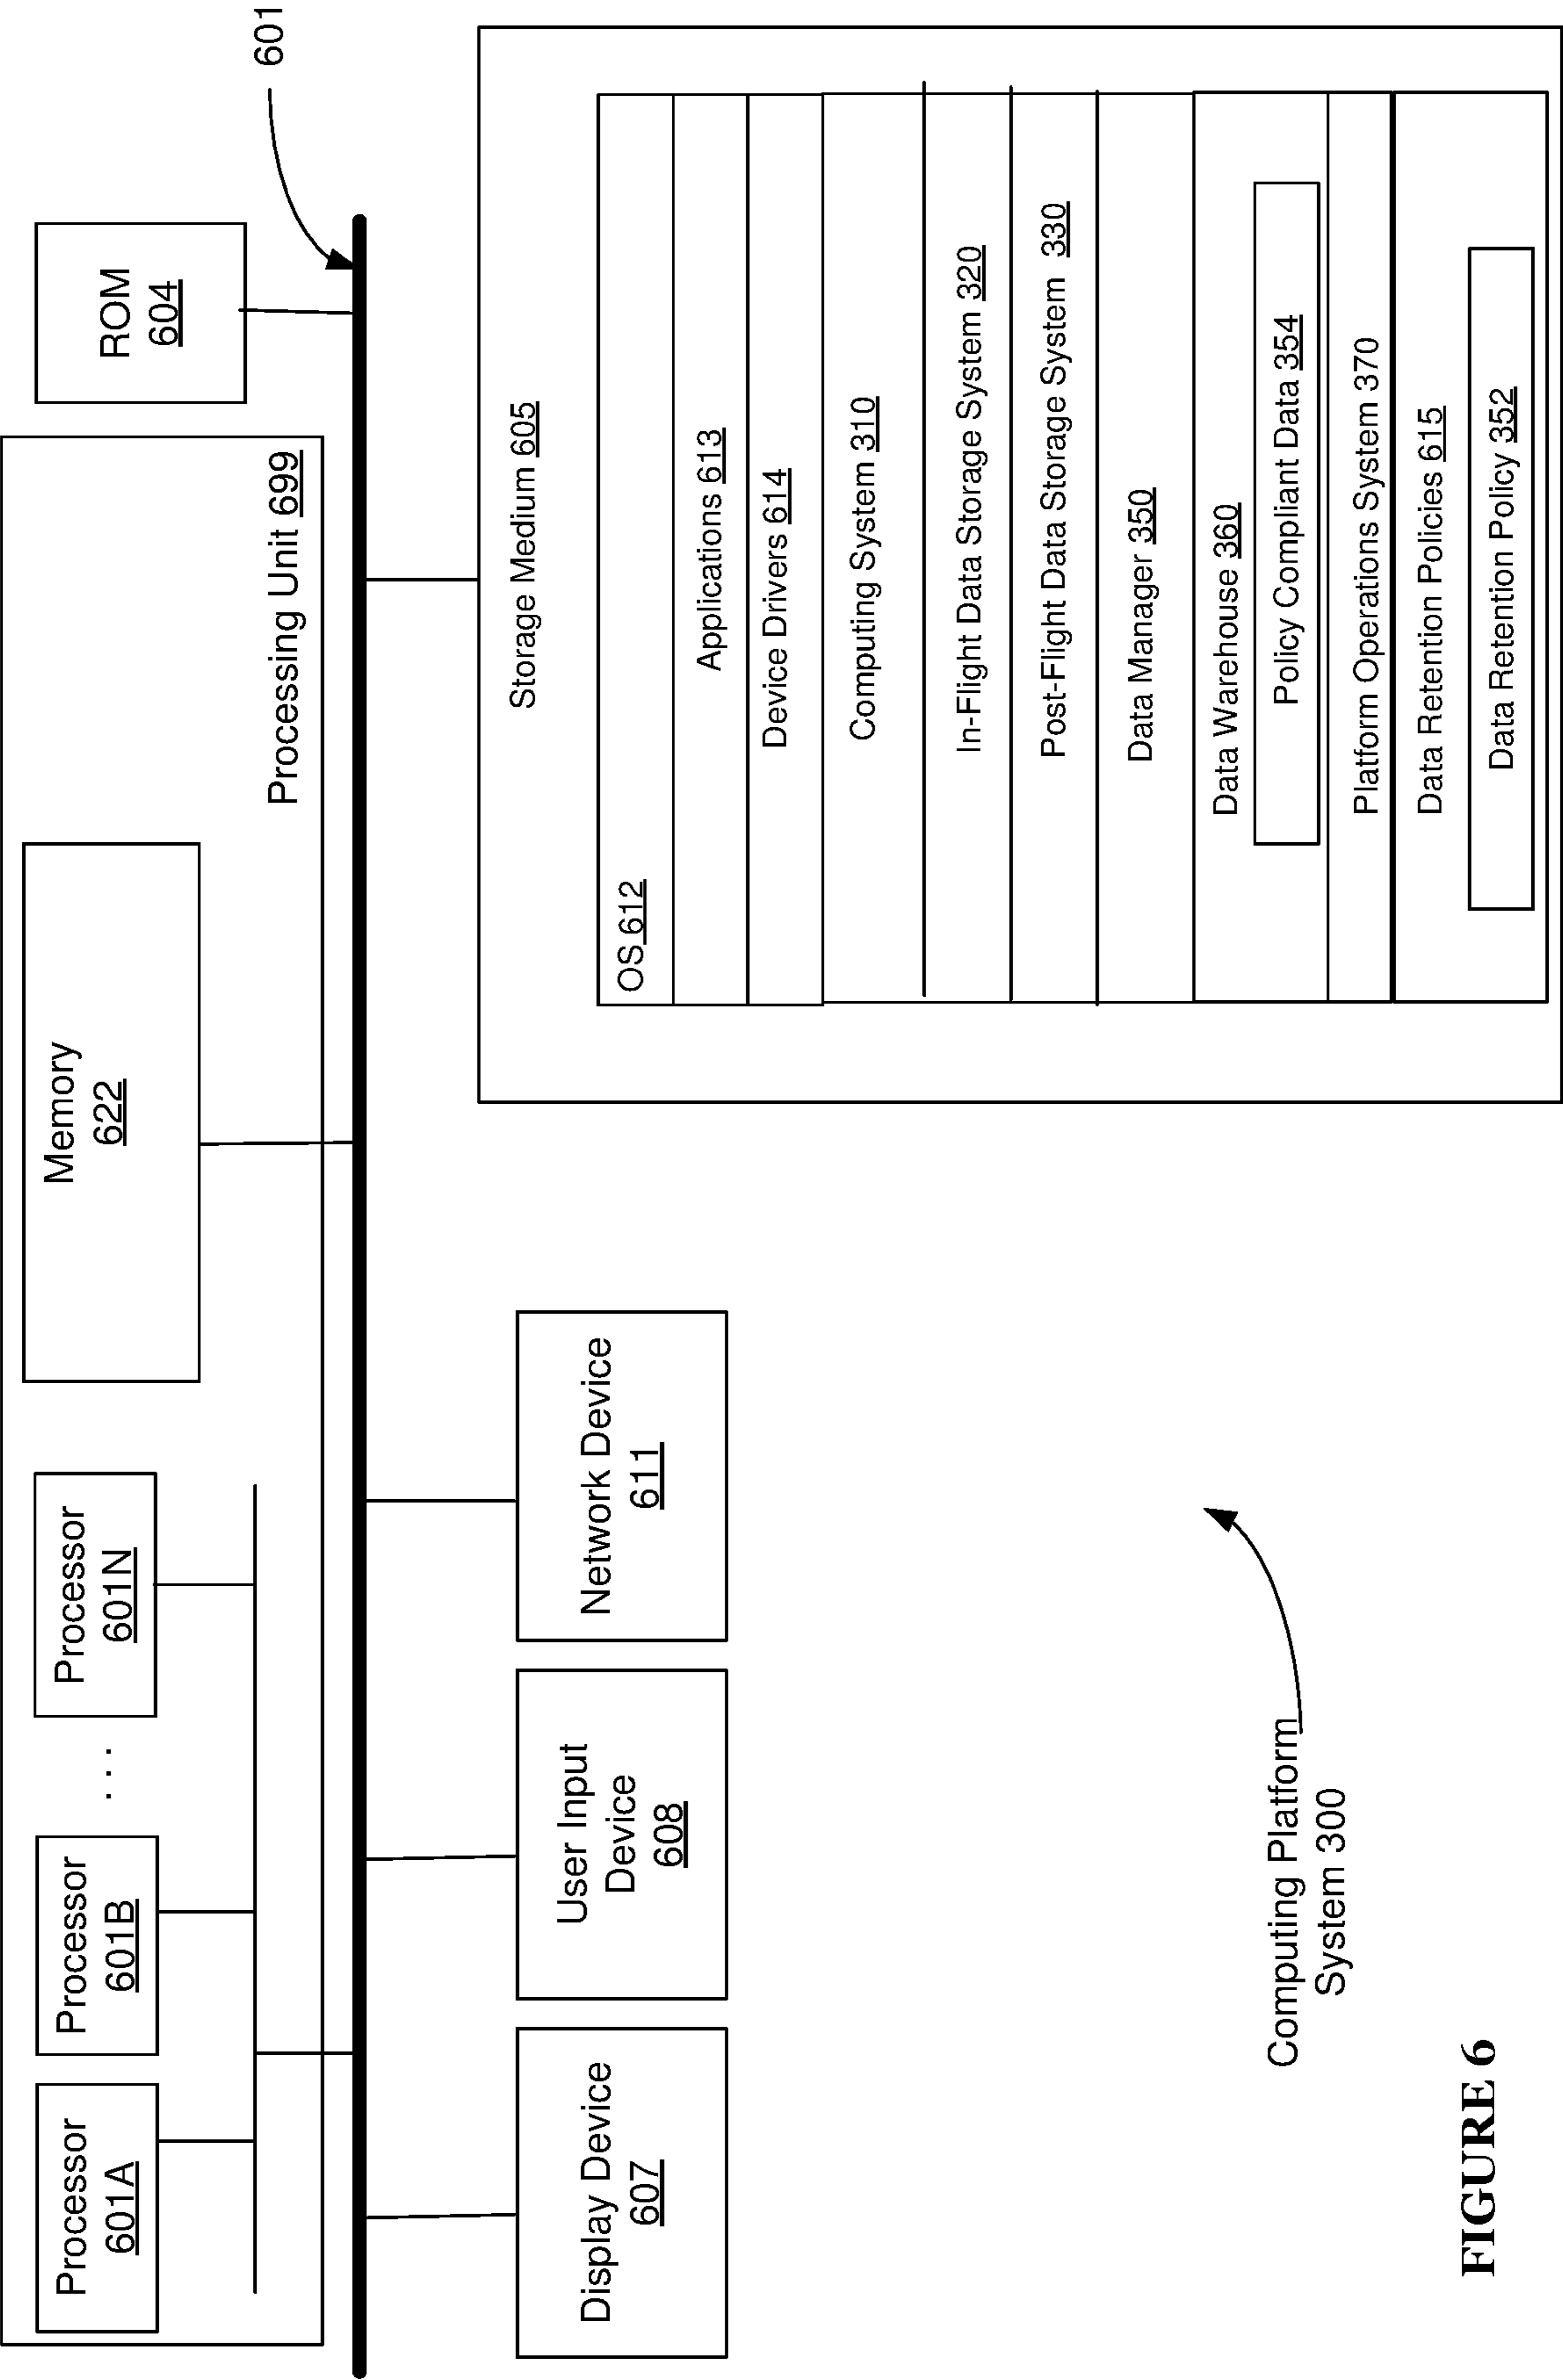 Processor
601A
Processor
601B
. . .
Processor
601N
Memory
622
Processing Unit 699
ROM
604
601
Display Device
607
User Input
Device
608
Network Device
611
Storage Medium 605
OS 612
Applications 613
Device Drivers 614
Computing System 310
In-Flight Data Storage System 320
Post-Flight Data Storage System 330
Data Manager 350
Data Warehouse 360
Policy Compliant Data 354
Platform Operations System 370
Data Retention Policies 615
Data Retention Policy 352
Computing Platform
System 300
FIGURE 6